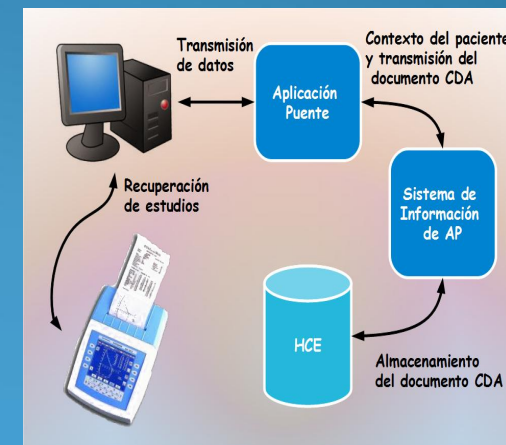 Transmisión
de datos
Contexto del paciente
y transmisión del
documento CDA
Aplicación
Puente
Recuperación
de estudios
Sistema de
Información
de AP
HCE
Almacenamiento
del documento CDA